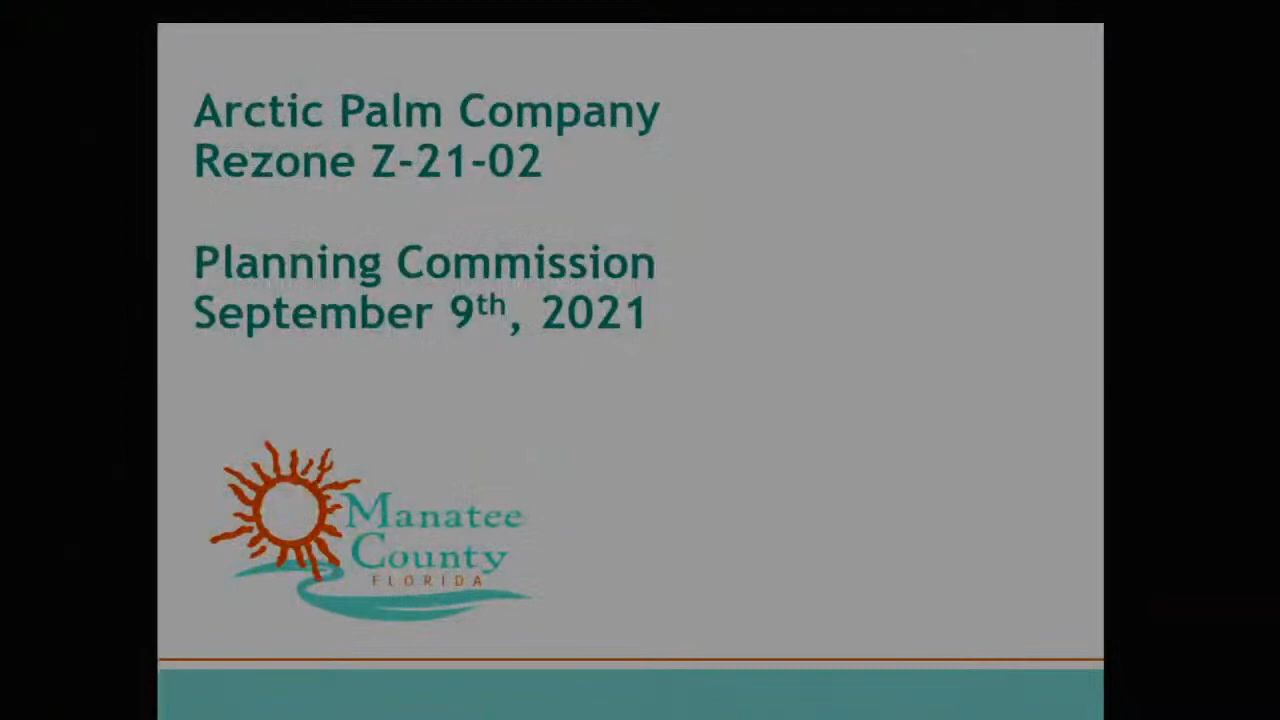 Arctic Palm Company
Rezone Z-21-02
Planning Commission
September 9th, 2021
Manatee
County
FLORIDA